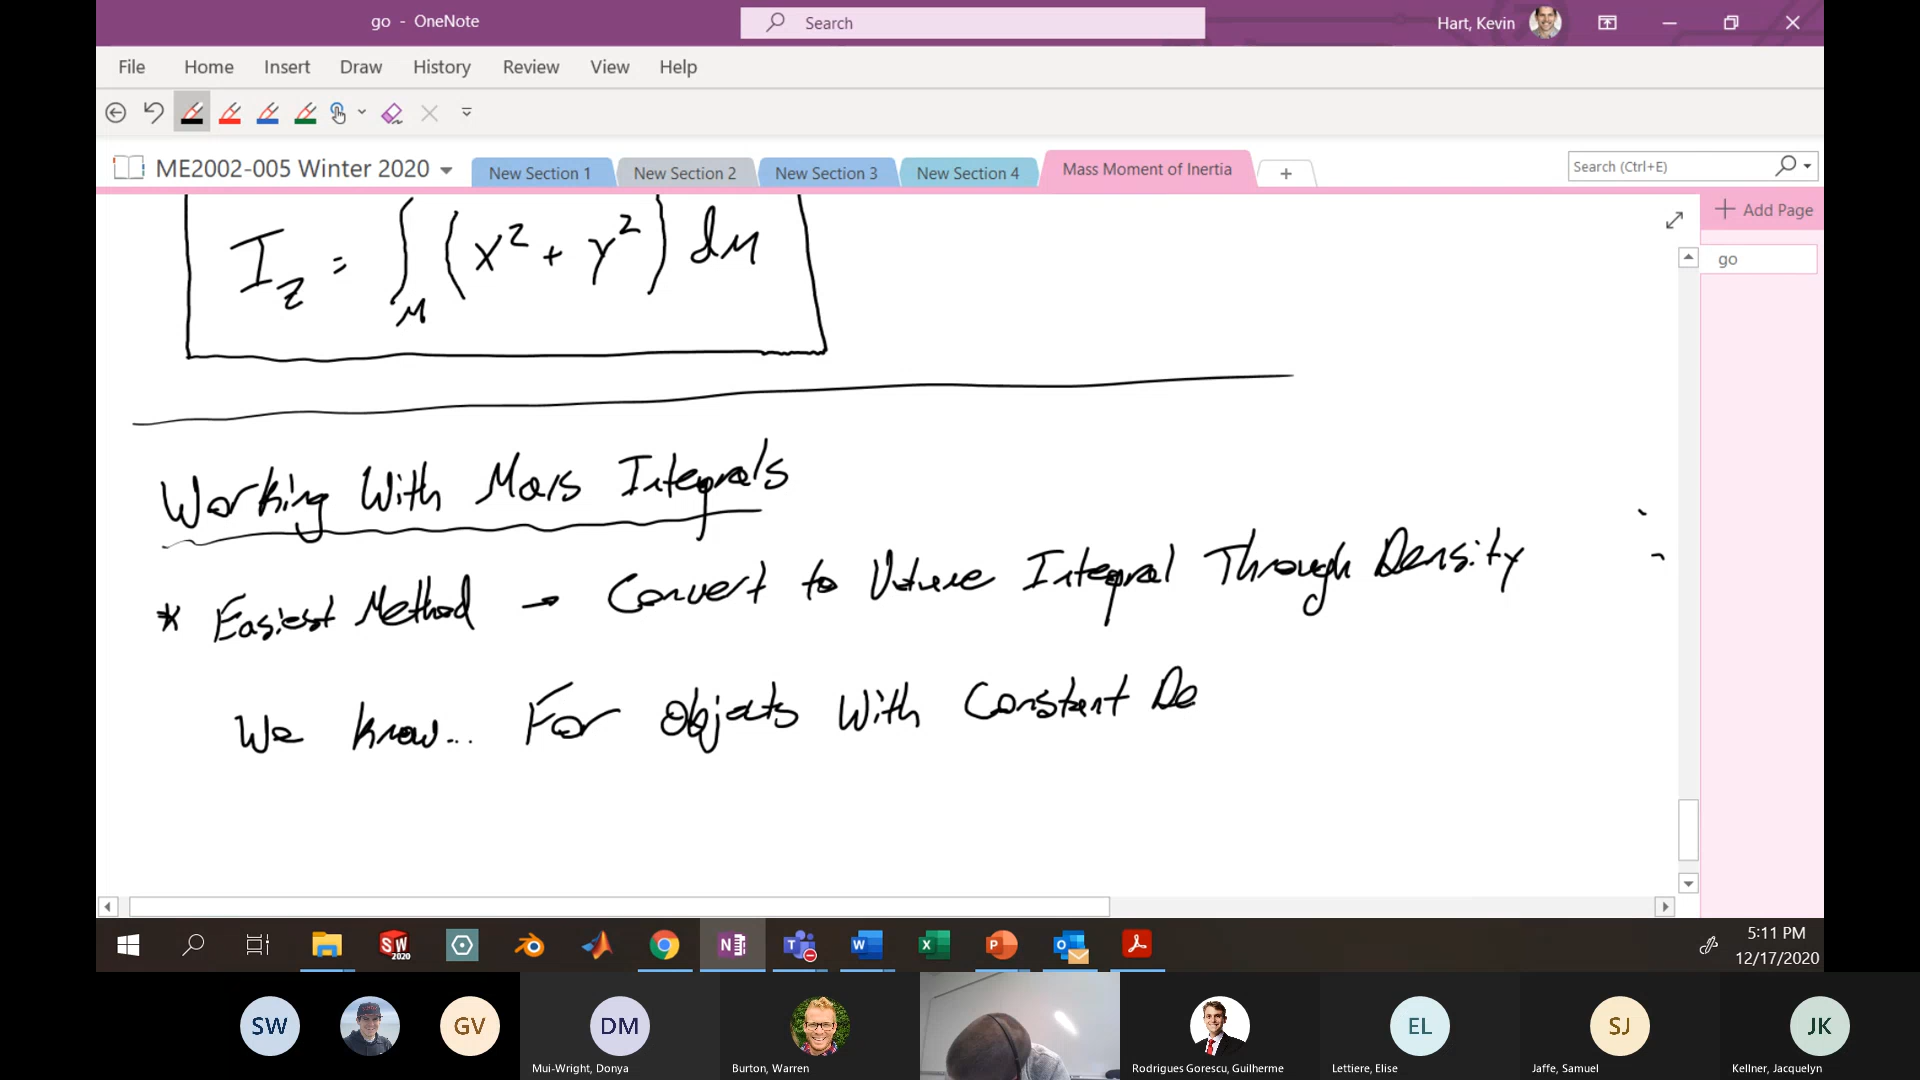 go - OneNote
Search
Hart, Kevin
File Home Insert Draw History Review View Help
ME2002-005 Winter 2020
New Section 1 New Section 2 New Section 3 New Section 4 Mass Moment of Inertia +
Search (Ctrl+E)
Add Page
go
I_z = ∫_M (x² + y²) dm
Working With Mass Integrals
* Easiest Method → Convert to Volume Integral Through Density
We know... For Objects With Constant De
SW 2020
5:11 PM
12/17/2020
SW GV DM EL SJ JK
Mui-Wright, Donya Burton, Warren Rodrigues Gorescu, Guilherme Lettiere, Elise Jaffe, Samuel Kellner, Jacquelyn